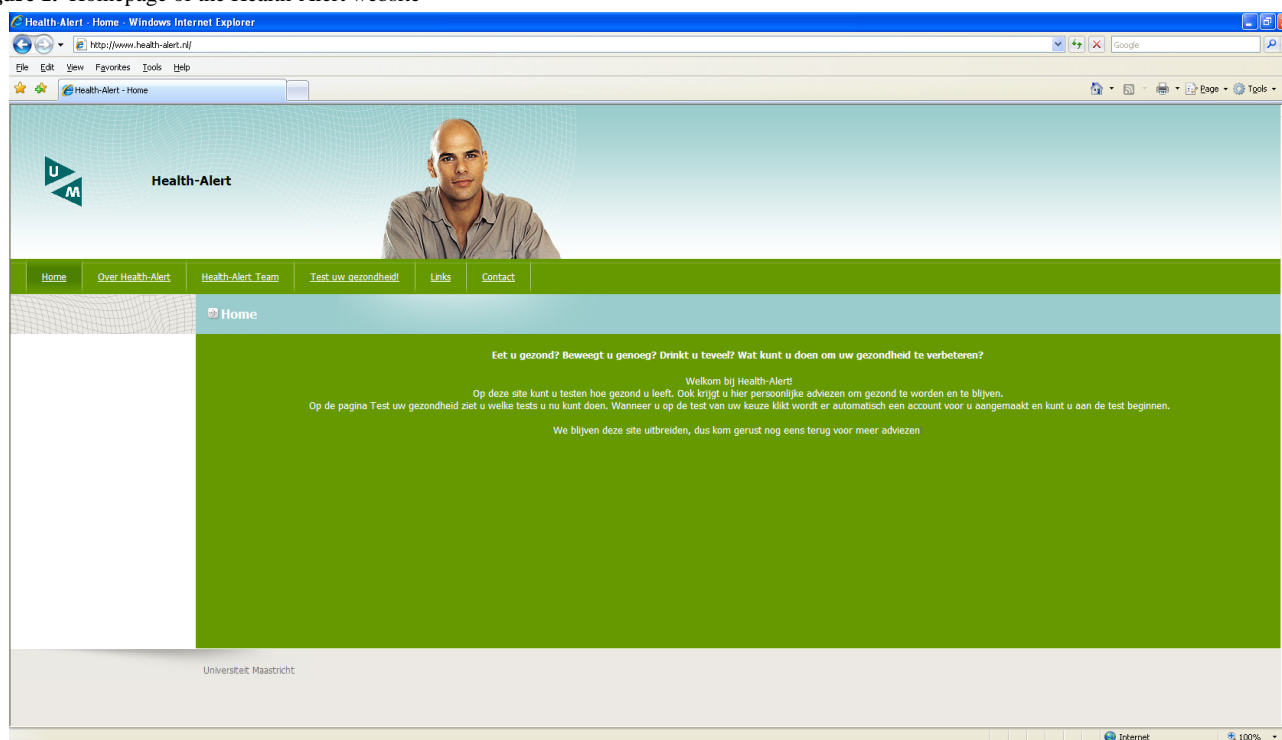 Homepage of the Health-Alert website
Health-Alert - Home - Windows Internet Explorer
http://www.health-alert.nl/
Google
File Edit View Favorites Tools Help
Health-Alert - Home
Page Tools
U
M
Health-Alert
Home Over Health-Alert Health-Alert Team Test uw gezondheid! Links Contact
Home
Eet u gezond? Beweegt u genoeg? Drinkt u teveel? Wat kunt u doen om uw gezondheid te verbeteren?
Welkom bij Health-Alert!
Op deze site kunt u testen hoe gezond u leeft. Ook krijgt u hier persoonlijke adviezen om gezond te worden en te blijven.
Op de pagina Test uw gezondheid ziet u welke tests u nu kunt doen. Wanneer u op de test van uw keuze klikt wordt er automatisch een account voor u aangemaakt en kunt u aan de test beginnen.
We blijven deze site uitbreiden, dus kom gerust nog eens terug voor meer adviezen
Universiteit Maastricht
Internet 100%